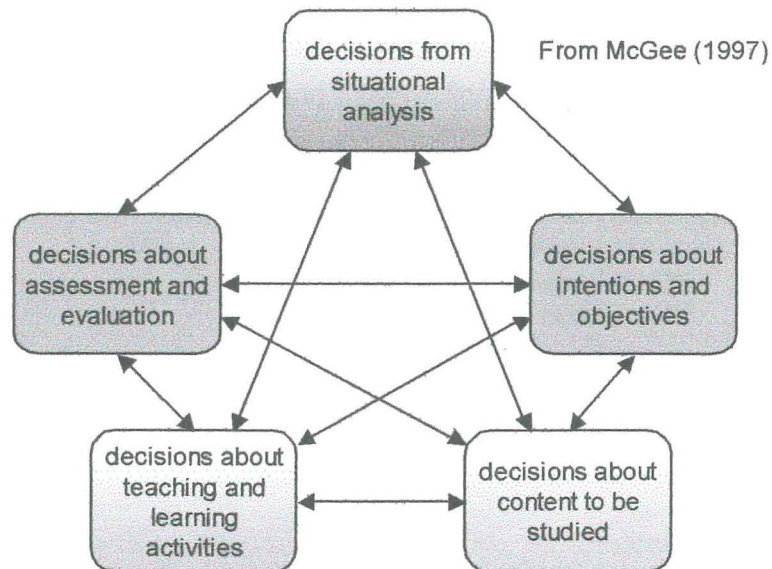 decisions from
situational
analysis
From McGee (1997)
decisions about
assessment and
evaluation
decisions about
intentions and
objectives
decisions about
teaching and
learning
activities
decisions about
content to be
studied